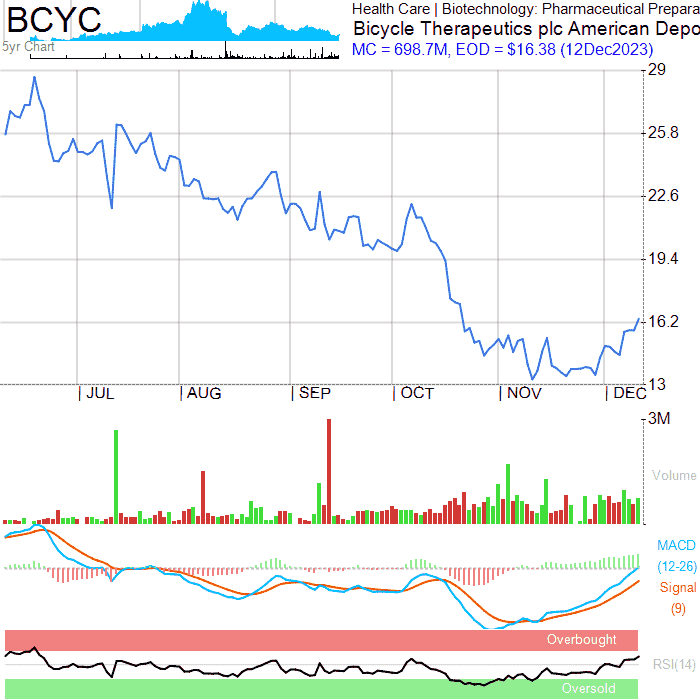 BCYC
5yr Chart
Health Care | Biotechnology: Pharmaceutical Prepara
Bicycle Therapeutics plc American Depo
MC = 698.7M, EOD = $16.38 (12Dec2023)
29
25.8
22.6
19.4
16.2
13
| JUL | AUG | SEP | OCT | NOV | DEC
3M
Volume
MACD
(12-26)
Signal
(9)
Overbought
RSI(14)
Oversold